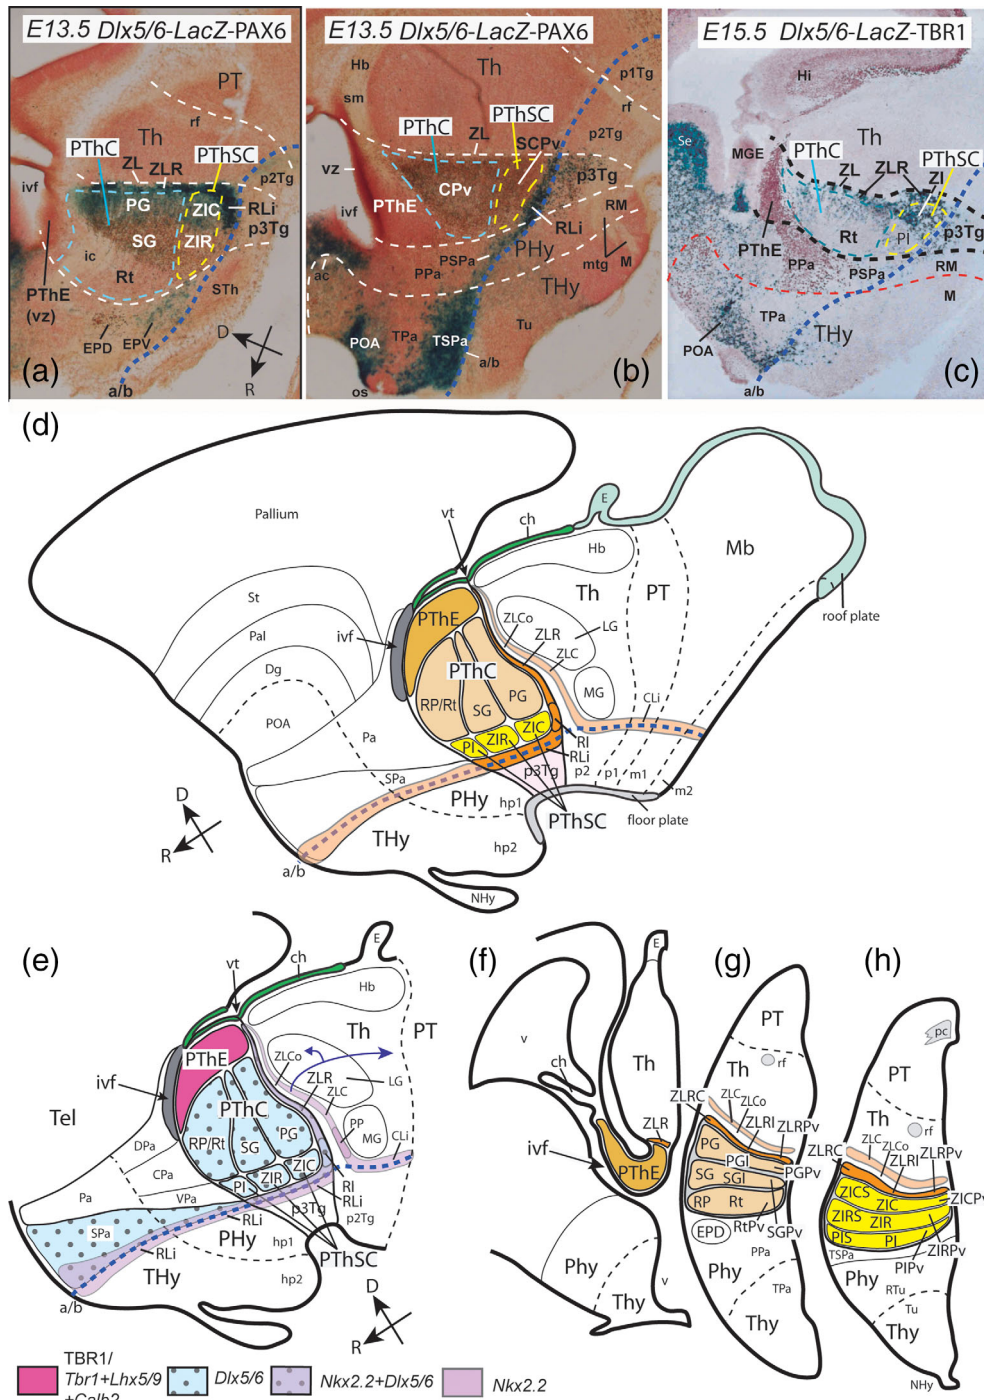 E13.5 Dlx5/6-LacZ-PAX6
PT
rf
Th
PThC
ZL
ZLR
PThSC
ivf
p2Tg
PG
ZIC
RLi
p3Tg
SG
ZIR
ic
Rt
STh
PThE
(vz)
EPD
EPV
D
R
(a)
a/b
E13.5 Dlx5/6-LacZ-PAX6
Hb
Th
p1Tg
sm
rf
PThSC
PThC
ZL
SCPv
p2Tg
vz
CPv
p3Tg
PThE
RM
ivf
RLi
PHy
PSPa
mtg
M
ac
PPa
THy
TPa
Tu
POA
TSPa
a/b
(b)
os
E15.5 Dlx5/6-LacZ-TBR1
Hi
Th
Se
MGE
PThC
ZL
ZLR
PThSC
ZI
PThE
Rt
PI
p3Tg
PPa
PSPa
RM
M
TPa
THy
POA
(c)
a/b
(d)
Pallium
E
vt
ch
Hb
Mb
Th
PT
St
PThE
ZLCo
ZLR
LG
roof plate
Pal
ivf
ZLC
Dg
PThC
MG
RP/Rt
SG
PG
CLi
POA
Pa
ZIC
RI
PI
ZIR
RLi
SPa
p3Tg
p2
p1
m1
m2
PHy
hp1
PThSC
floor plate
D
R
THy
hp2
a/b
NHy
(e)
E
vt
ch
Hb
PT
Th
PThE
ZLCo
ZLR
LG
ivf
ZLC
Tel
PThC
PP
DPa
RP/Rt
SG
PG
MG
CLi
CPa
ZIC
RI
PI
ZIR
RLi
Pa
VPa
p3Tg
p2Tg
SPa
RLi
PHy
hp1
RLi
PThSC
THy
hp2
a/b
D
R
(f)
E
v
ch
Th
ZLR
ivf
PThE
Phy
v
Thy
(g)
PT
rf
Th
ZLRC
ZLC
ZLCo
ZLRI
ZLRPv
PG
PGI
PGPv
SG
SGI
RP
Rt
RtPv
SGPv
EPD
PPa
Phy
TPa
Thy
(h)
pc
PT
Th
rf
ZLRC
ZLC
ZLCo
ZLRI
ZLRPv
ZICS
ZIC
ZICPv
ZIRS
ZIR
PIS
PI
ZIRPv
TSPa
PIPv
Phy
RTu
Tu
Thy
NHy
TBR1/
Tbr1+Lhx5/9
Dlx5/6
Nkx2.2+Dlx5/6
Nkx2.2